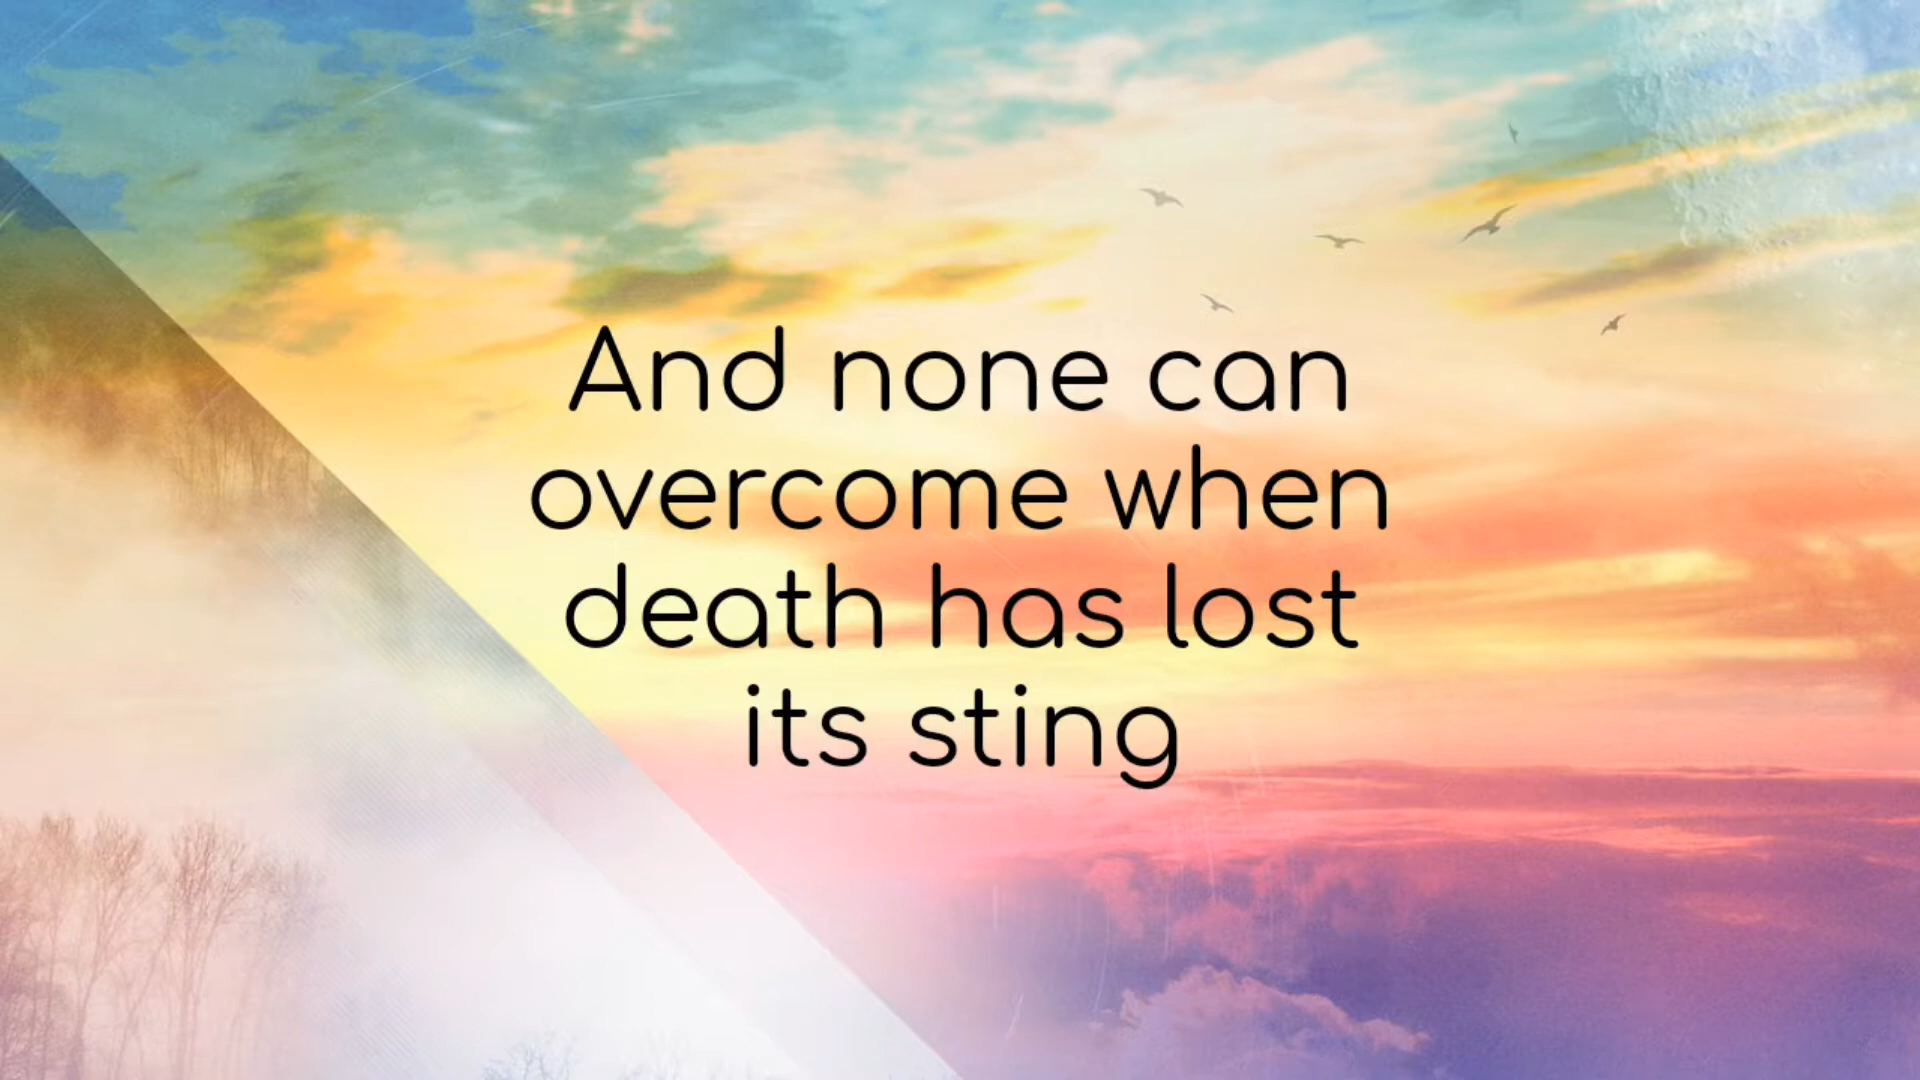 And none can
overcome when
death has lost
its sting